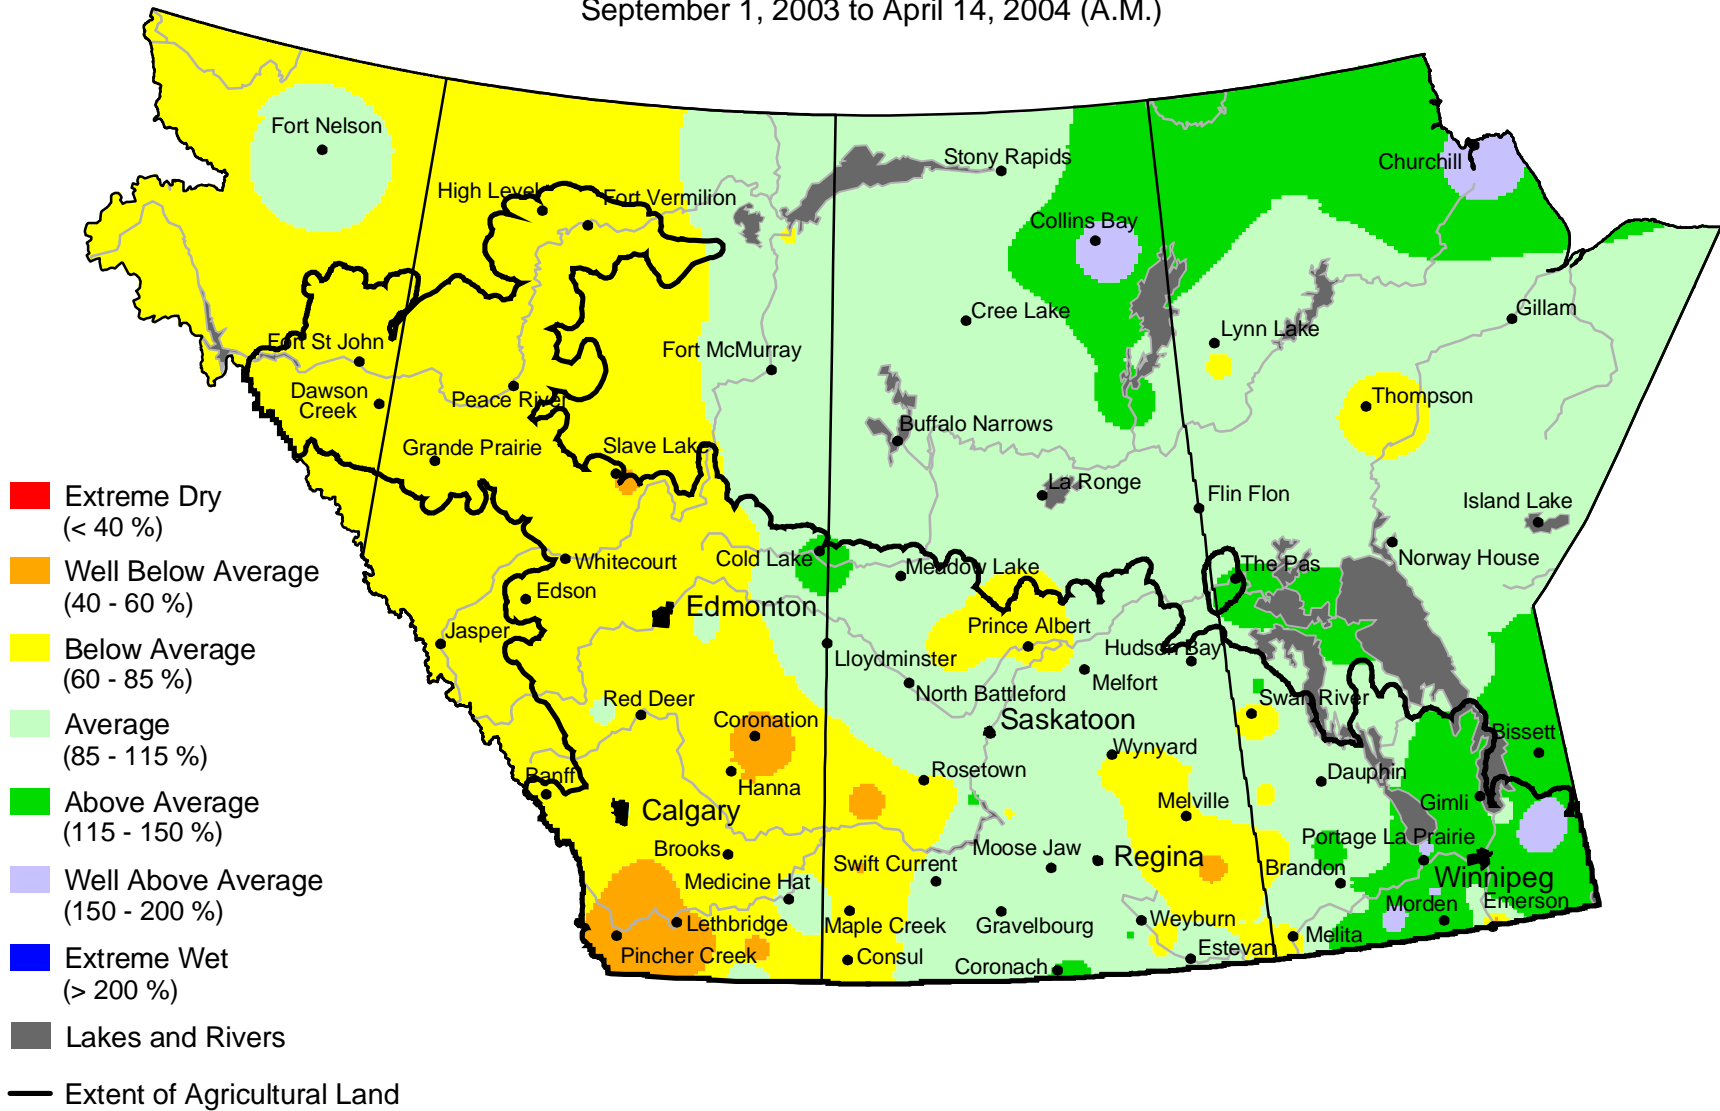 September 1, 2003 to April 14, 2004 (A.M.)
Fort Nelson
Churchill
Stony Rapids
High Level
Fort Vermilion
Collins Bay
Cree Lake
Gillam
Lynn Lake
Fort St John
Fort McMurray
Dawson
Creek
Peace River
Thompson
Buffalo Narrows
Grande Prairie
Slave Lake
La Ronge
Flin Flon
Island Lake
Whitecourt
Cold Lake
Meadow Lake
The Pas
Norway House
Edson
Edmonton
Jasper
Prince Albert
Lloydminster
Hudson Bay
Melfort
North Battleford
Red Deer
Swan River
Coronation
Saskatoon
Bissett
Wynyard
Banff
Hanna
Rosetown
Dauphin
Calgary
Melville
Gimli
Portage La Prairie
Brooks
Swift Current
Moose Jaw
Regina
Brandon
Medicine Hat
Winnipeg
Lethbridge
Maple Creek
Gravelbourg
Weyburn
Morden
Emerson
Pincher Creek
Consul
Coronach
Estevan
Melita
Extreme Dry
(< 40 %)
Well Below Average
(40 - 60 %)
Below Average
(60 - 85 %)
Average
(85 - 115 %)
Above Average
(115 - 150 %)
Well Above Average
(150 - 200 %)
Extreme Wet
(> 200 %)
Lakes and Rivers
Extent of Agricultural Land